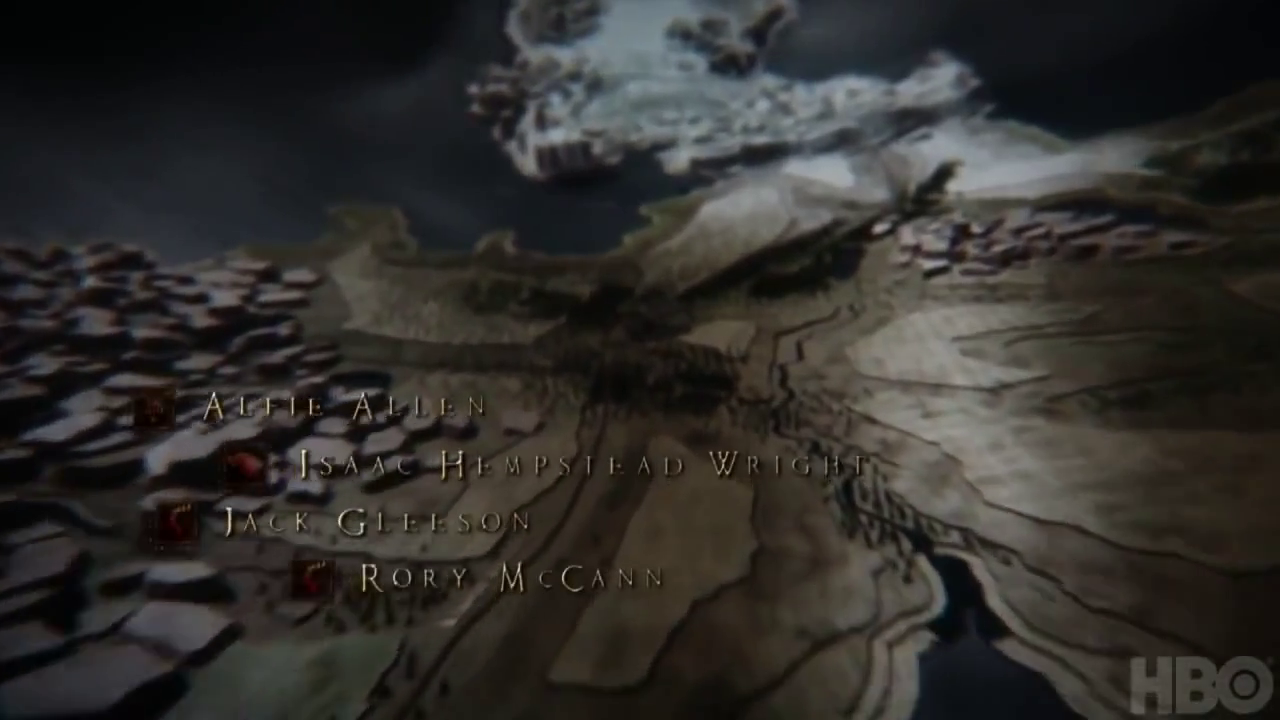 Alfie Allen
Isaac Hempstead Wright
Jack Gleeson
Rory McCann
HBO